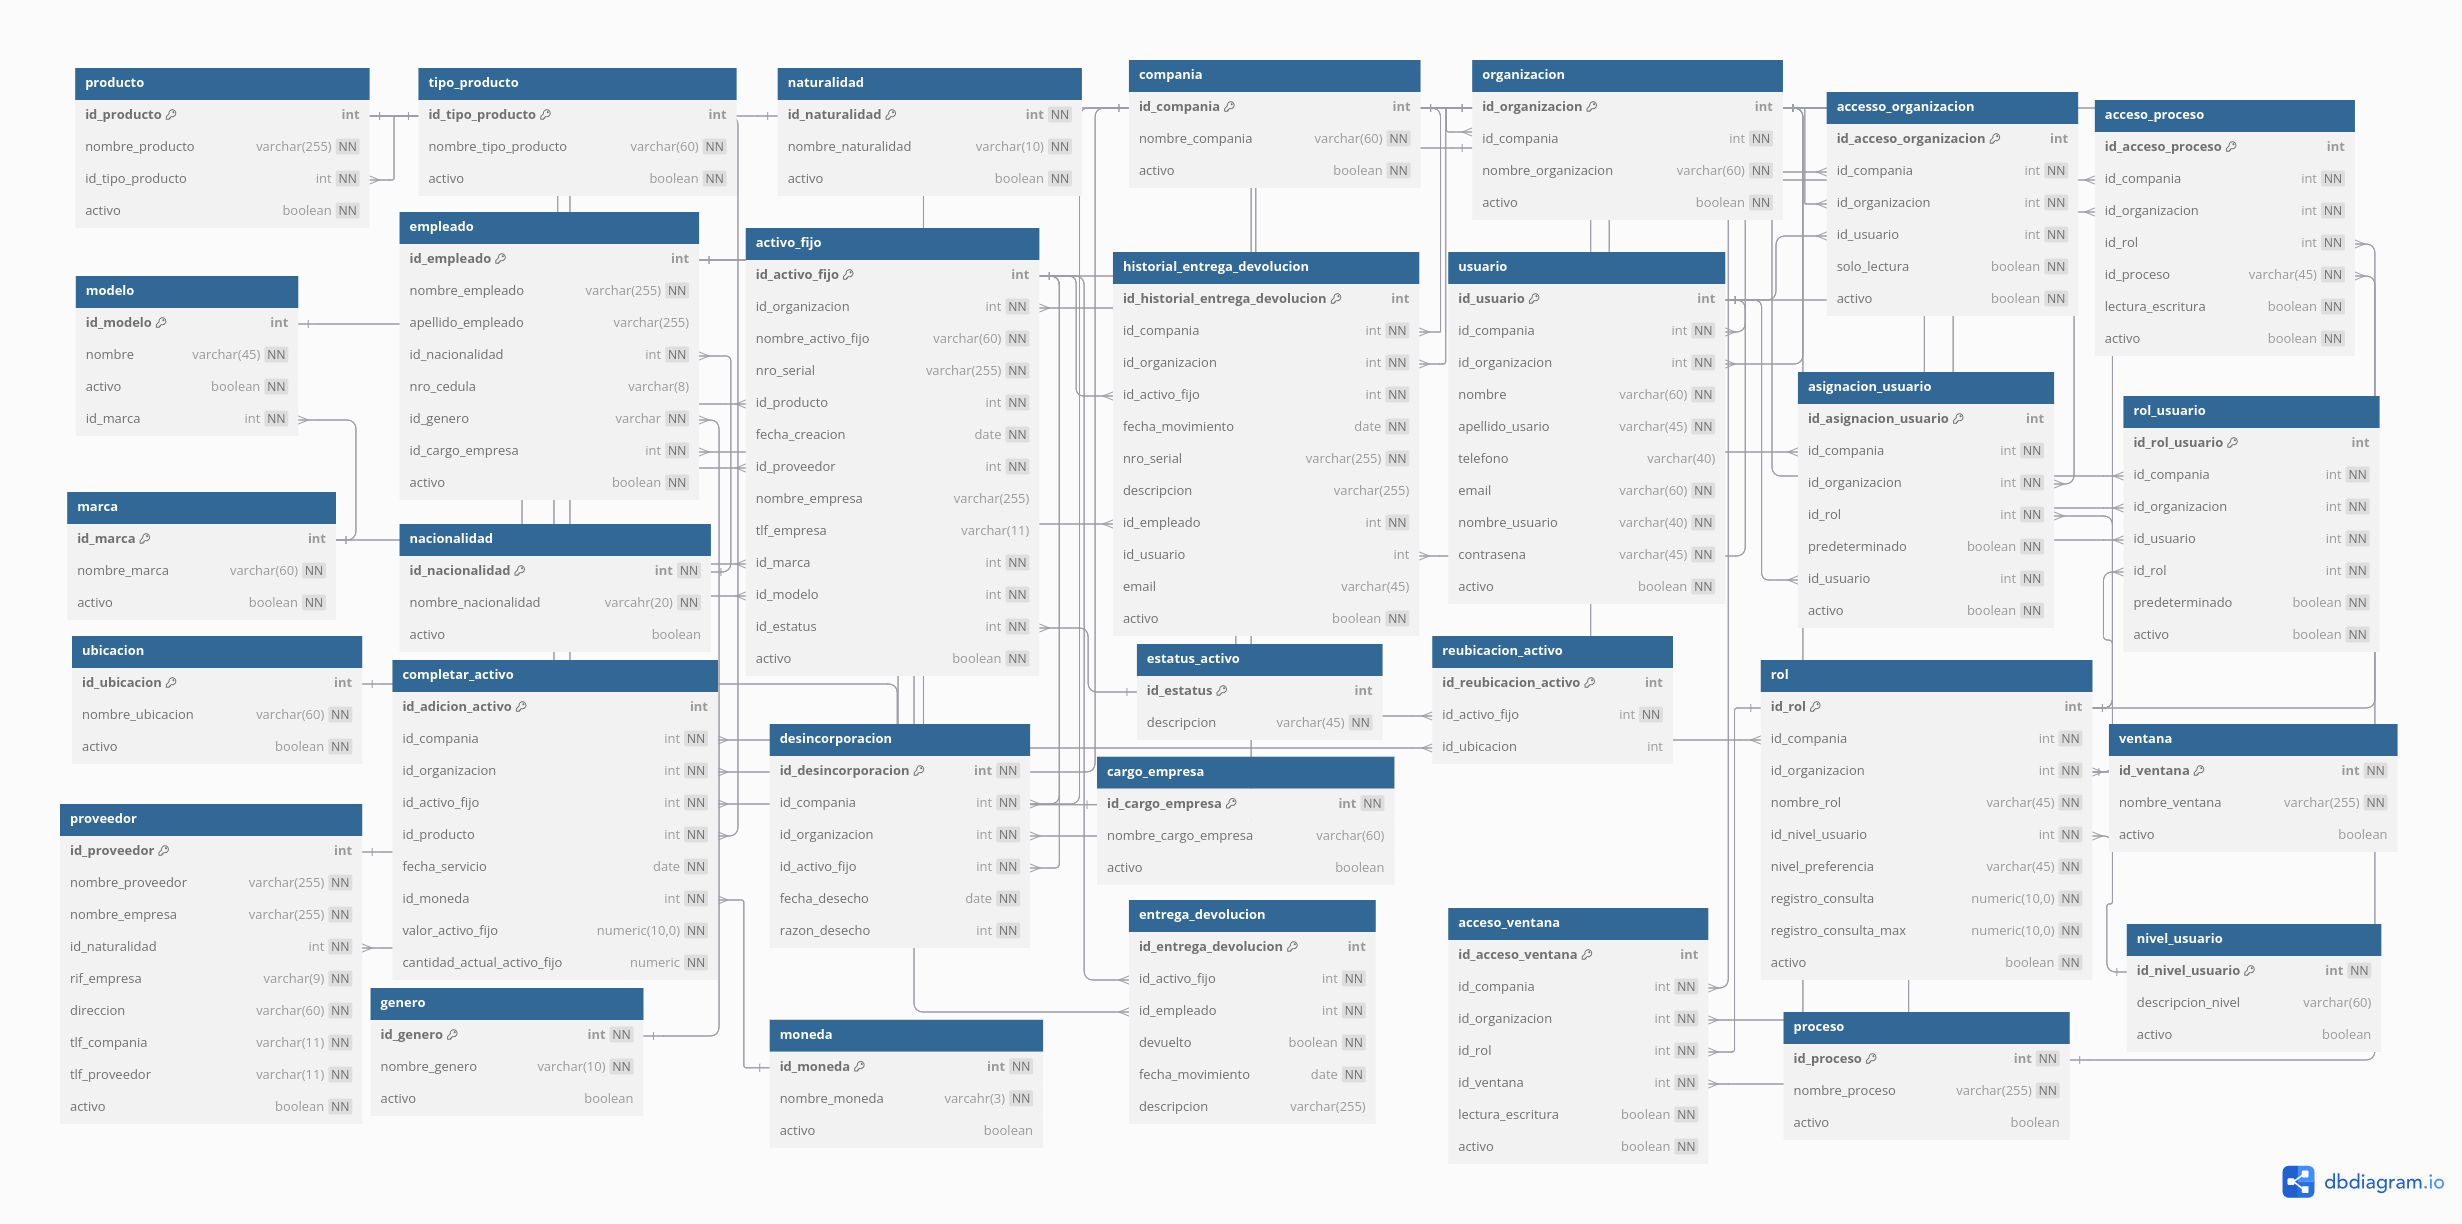 producto
id_producto int
nombre_producto varchar(255) NN
id_tipo_producto int NN
activo boolean NN
tipo_producto
id_tipo_producto int
nombre_tipo_producto varchar(60) NN
activo boolean NN
naturalidad
id_naturalidad int NN
nombre_naturalidad varchar(10) NN
activo boolean NN
compania
id_compania int
nombre_compania varchar(60) NN
activo boolean NN
organizacion
id_organizacion int
id_compania int NN
nombre_organizacion varchar(60) NN
activo boolean NN
accesso_organizacion
id_acceso_organizacion int
id_compania int NN
id_organizacion int NN
id_usuario int NN
solo_lectura boolean NN
activo boolean NN
acceso_proceso
id_acceso_proceso int
id_compania int NN
id_organizacion int NN
id_rol int NN
id_proceso varchar(45) NN
lectura_escritura boolean NN
activo boolean NN
modelo
id_modelo int
nombre varchar(45) NN
activo boolean NN
id_marca int NN
empleado
id_empleado int
nombre_empleado varchar(255) NN
apellido_empleado varchar(255)
id_nacionalidad int NN
nro_cedula varchar(8)
id_genero varchar NN
id_cargo_empresa int NN
activo boolean NN
activo_fijo
id_activo_fijo int
id_organizacion int NN
nombre_activo_fijo varchar(60) NN
nro_serial varchar(255) NN
id_producto int NN
fecha_creacion date NN
id_proveedor int NN
nombre_empresa varchar(255)
tlf_empresa varchar(11)
id_marca int NN
id_modelo int NN
id_estatus int NN
activo boolean NN
historial_entrega_devolucion
id_historial_entrega_devolucion int
id_compania int NN
id_organizacion int NN
id_activo_fijo int NN
fecha_movimiento date NN
nro_serial varchar(255) NN
descripcion varchar(255)
id_empleado int NN
id_usuario int
email varchar(45)
activo boolean NN
usuario
id_usuario int
id_compania int NN
id_organizacion int NN
nombre varchar(60) NN
apellido_usario varchar(45) NN
telefono varchar(40)
email varchar(60) NN
nombre_usuario varchar(40) NN
contrasena varchar(45) NN
activo boolean NN
asignacion_usuario
id_asignacion_usuario int
id_compania int NN
id_organizacion int NN
id_rol int NN
predeterminado boolean NN
id_usuario int NN
activo boolean NN
rol_usuario
id_rol_usuario int
id_compania int NN
id_organizacion int NN
id_usuario int NN
id_rol int NN
predeterminado boolean NN
activo boolean NN
marca
id_marca int
nombre_marca varchar(60) NN
activo boolean NN
nacionalidad
id_nacionalidad int NN
nombre_nacionalidad varcahr(20) NN
activo boolean
ubicacion
id_ubicacion int
nombre_ubicacion varchar(60) NN
activo boolean NN
completar_activo
id_adicion_activo int
id_compania int NN
id_organizacion int NN
id_activo_fijo int NN
id_producto int NN
fecha_servicio date NN
id_moneda int NN
valor_activo_fijo numeric(10,0) NN
cantidad_actual_activo_fijo numeric NN
desincorporacion
id_desincorporacion int NN
id_compania int NN
id_organizacion int NN
id_activo_fijo int NN
fecha_desecho date NN
razon_desecho int NN
estatus_activo
id_estatus int
descripcion varchar(45) NN
reubicacion_activo
id_reubicacion_activo int
id_activo_fijo int NN
id_ubicacion int
cargo_empresa
id_cargo_empresa int NN
nombre_cargo_empresa varchar(60)
activo boolean
rol
id_rol int
id_compania int NN
id_organizacion int NN
nombre_rol varchar(45) NN
id_nivel_usuario int NN
nivel_preferencia varchar(45) NN
registro_consulta numeric(10,0) NN
registro_consulta_max numeric(10,0) NN
activo boolean NN
ventana
id_ventana int NN
nombre_ventana varchar(255) NN
activo boolean
proveedor
id_proveedor int
nombre_proveedor varchar(255) NN
nombre_empresa varchar(255) NN
id_naturalidad int NN
rif_empresa varchar(9) NN
direccion varchar(60) NN
tlf_compania varchar(11) NN
tlf_proveedor varchar(11) NN
activo boolean NN
genero
id_genero int NN
nombre_genero varchar(10) NN
activo boolean
moneda
id_moneda int NN
nombre_moneda varcahr(3) NN
activo boolean
entrega_devolucion
id_entrega_devolucion int
id_activo_fijo int NN
id_empleado int NN
devuelto boolean NN
fecha_movimiento date NN
descripcion varchar(255)
acceso_ventana
id_acceso_ventana int
id_compania int NN
id_organizacion int NN
id_rol int NN
id_ventana int NN
lectura_escritura boolean NN
activo boolean NN
proceso
id_proceso int NN
nombre_proceso varchar(255) NN
activo boolean
nivel_usuario
id_nivel_usuario int NN
descripcion_nivel varchar(60)
activo boolean
dbdiagram.io